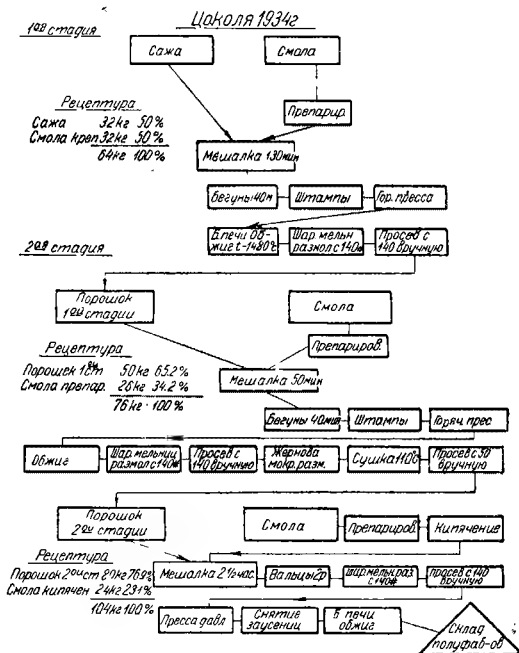 Цоколя 1934г
1ая стадия
Сажа
Смола
Рецептура
Сажа 32кг 50%
Смола креп 32кг 50%
64кг 100%
Препарир.
Мешалка 130мин
Бегуны 40м
Штампы
Гор. пресса
Б. печи Об-
жиг t-1480°
Шар мельн
размол с 140#
Просев с
140 вручную
2ая стадия
Порошок
1ой стадии
Смола
Препариров.
Рецептура
Порошок 1ст 50кг 65.2%
Смола препар. 26кг 34.2%
76кг - 100%
Мешалка 50мин
Бегуны 40мин
Штампы
Горяч. прес
Обжиг
Шар. мельниц
размол с 140#
Просев с
140 вручную
Жернова
мокр. разм.
Сушка 110°с
Просев с 50
вручную
Порошок
2ой стадии
Смола
Препариров.
Кипячение
Рецептура
Порошок 2ой ст 80кг 76.9%
Смола кипячен 24кг 23.1%
104кг 100%
Мешалка 2½час.
Вальцы 2р
Шар мельн раз
с 140#
Просев с 140
вручную
Пресса давл
Снятие
заусениц
Б печи
обжиг
Склад
полуфаб-ов